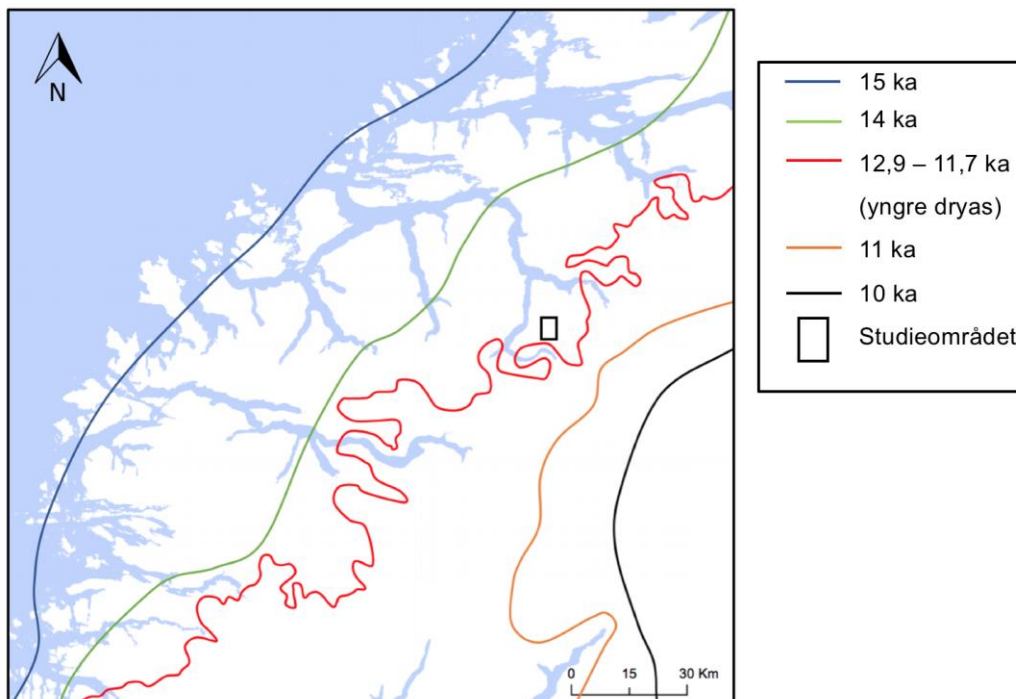 N
15 ka
14 ka
12,9 – 11,7 ka
(yngre dryas)
11 ka
10 ka
Studieområdet
0 15 30 Km